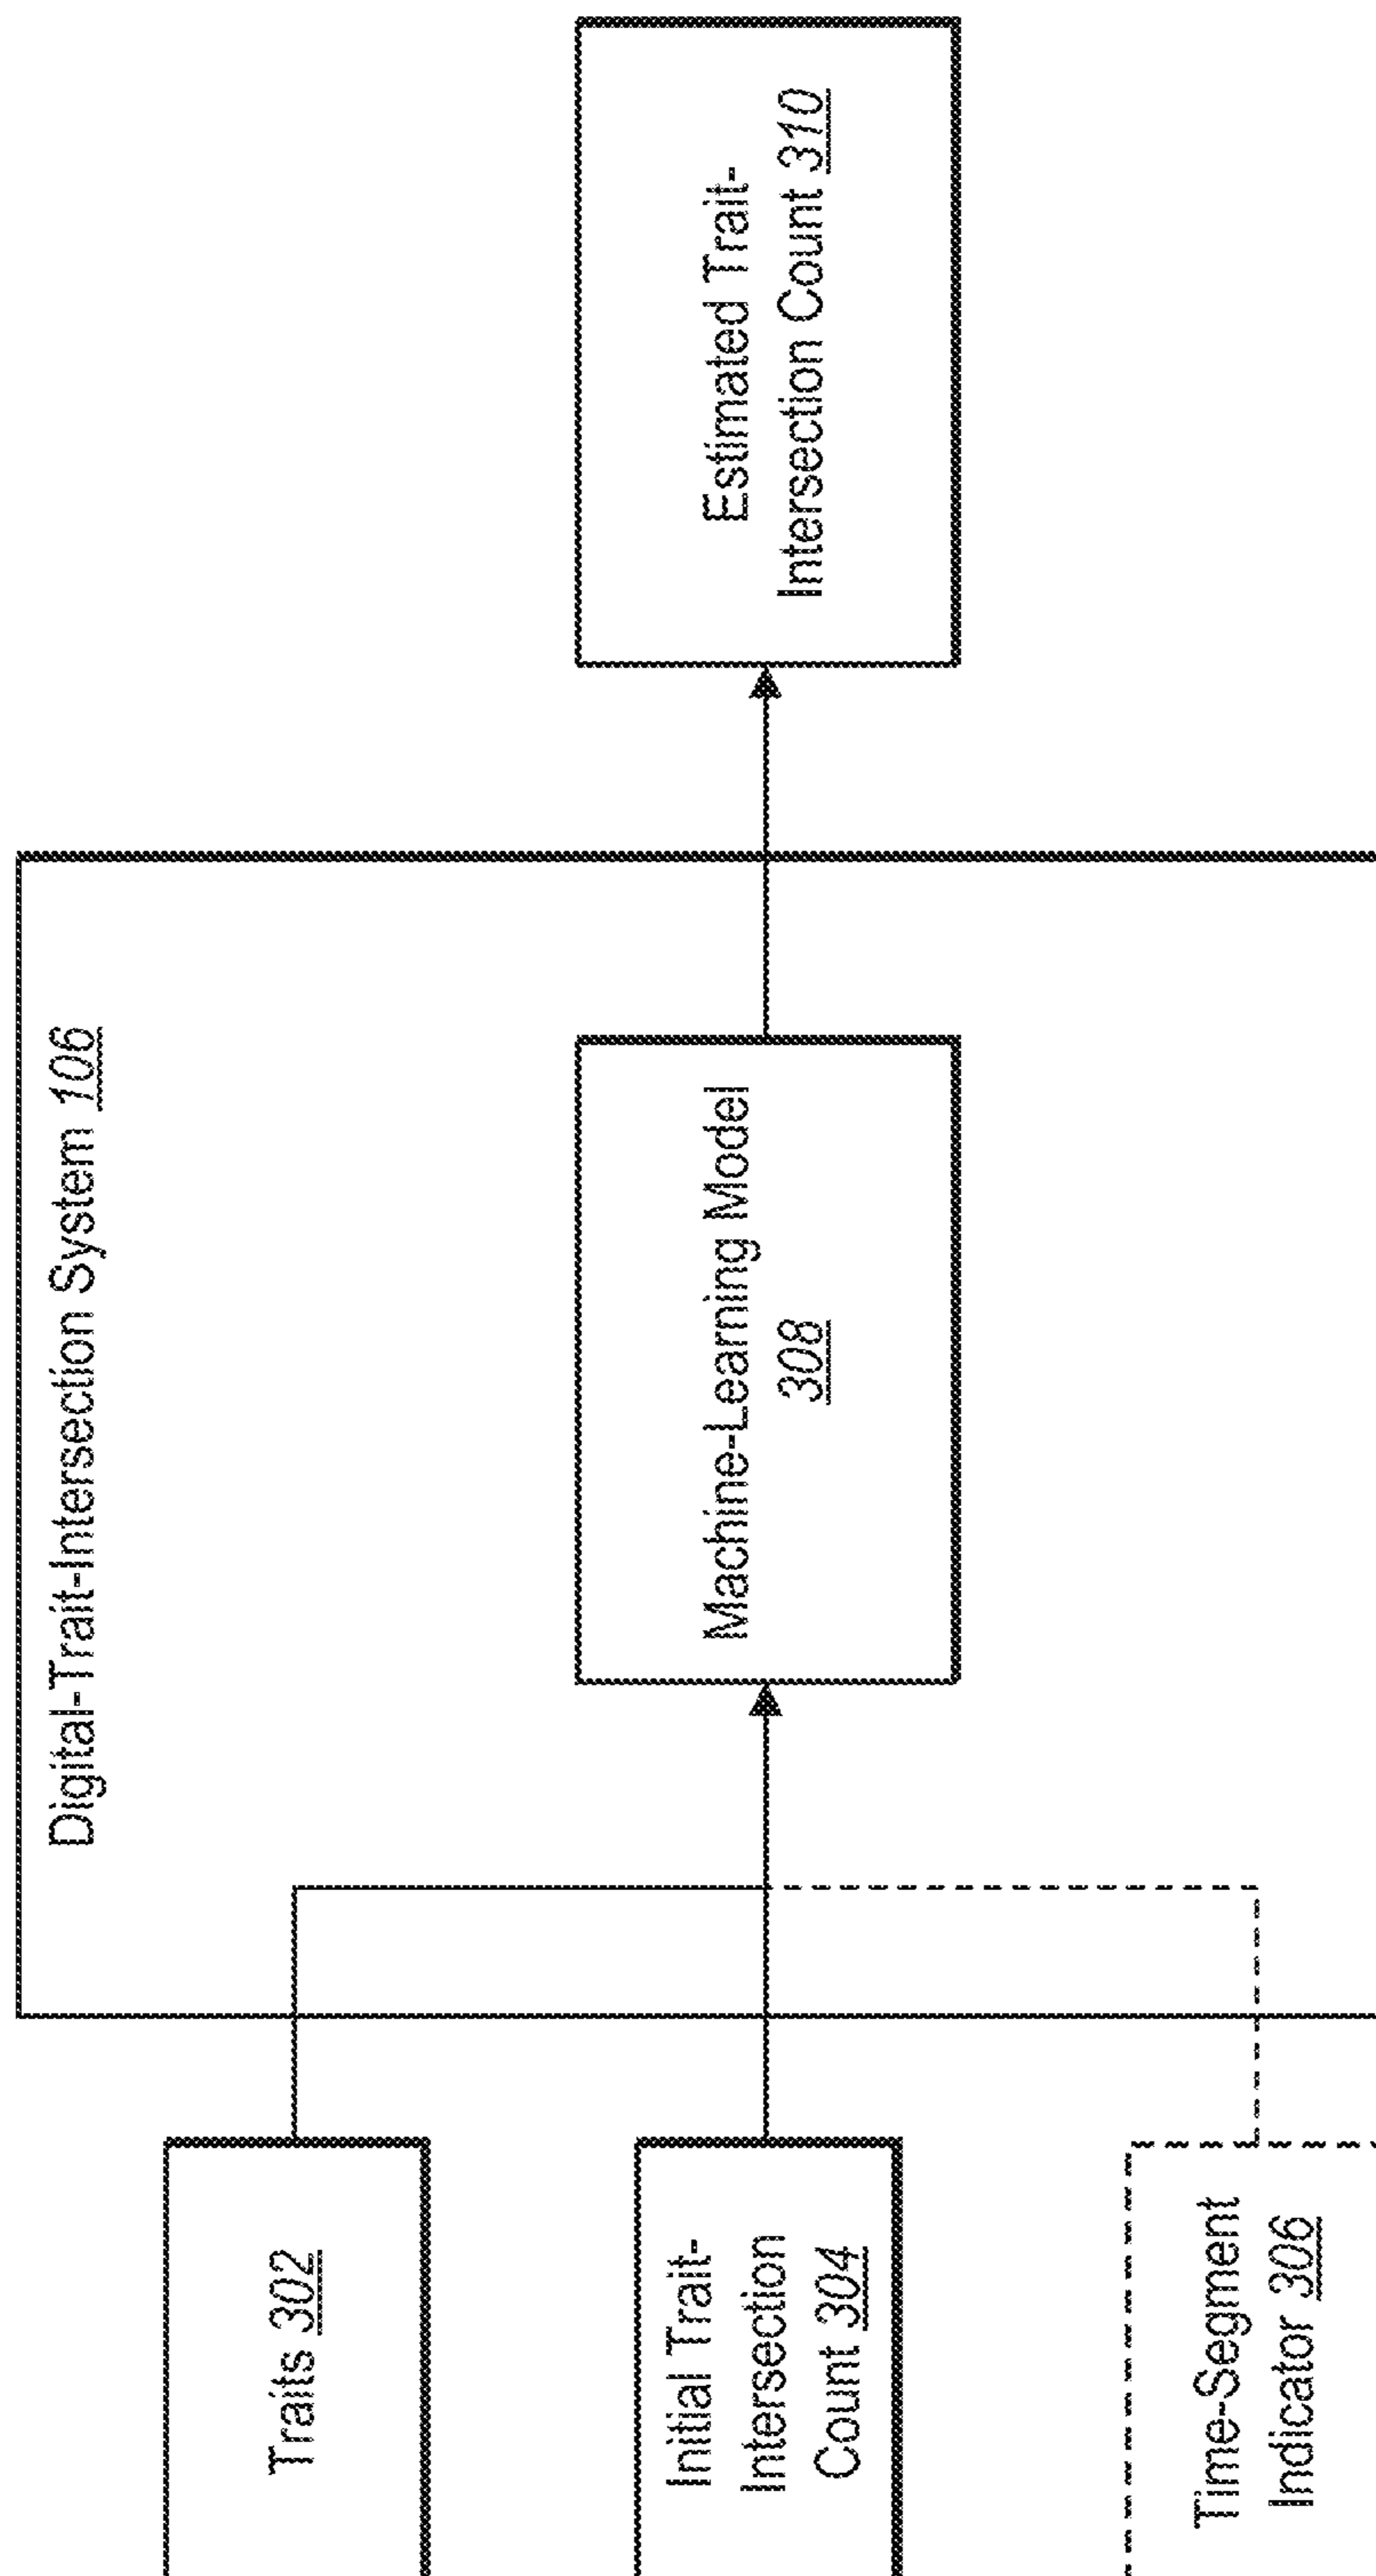 Digital-Trait-Intersection System 106
Traits 302
Initial Trait-
Intersection
Count 304
Time-Segment
Indicator 306
Machine-Learning Model
308
Estimated Trait-
Intersection Count 310